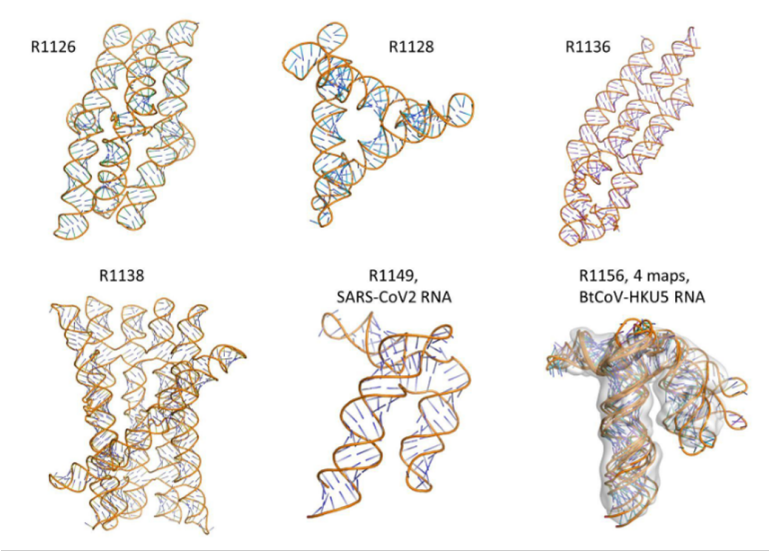 R1126
R1128
R1136
R1138
R1149,
SARS-CoV2 RNA
R1156, 4 maps,
BtCoV-HKU5 RNA